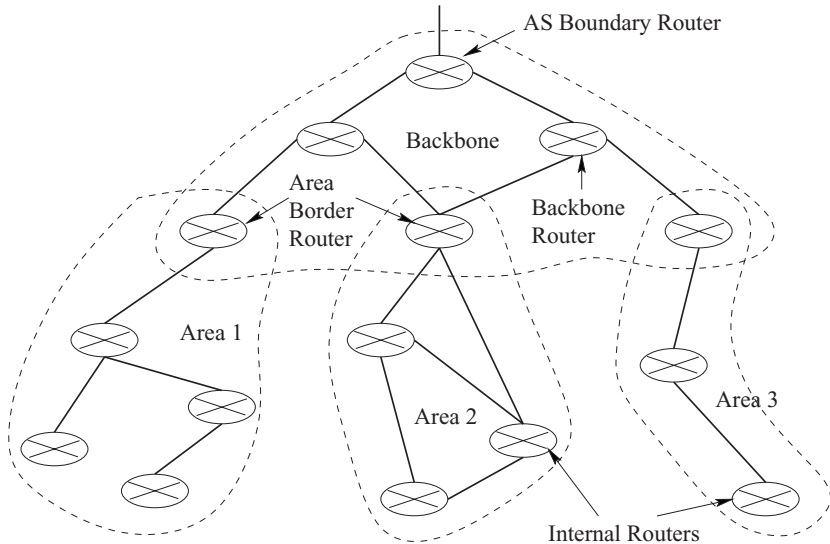 AS Boundary Router
Backbone
Area
Border
Router
Backbone
Router
Area 1
Area 2
Area 3
Internal Routers